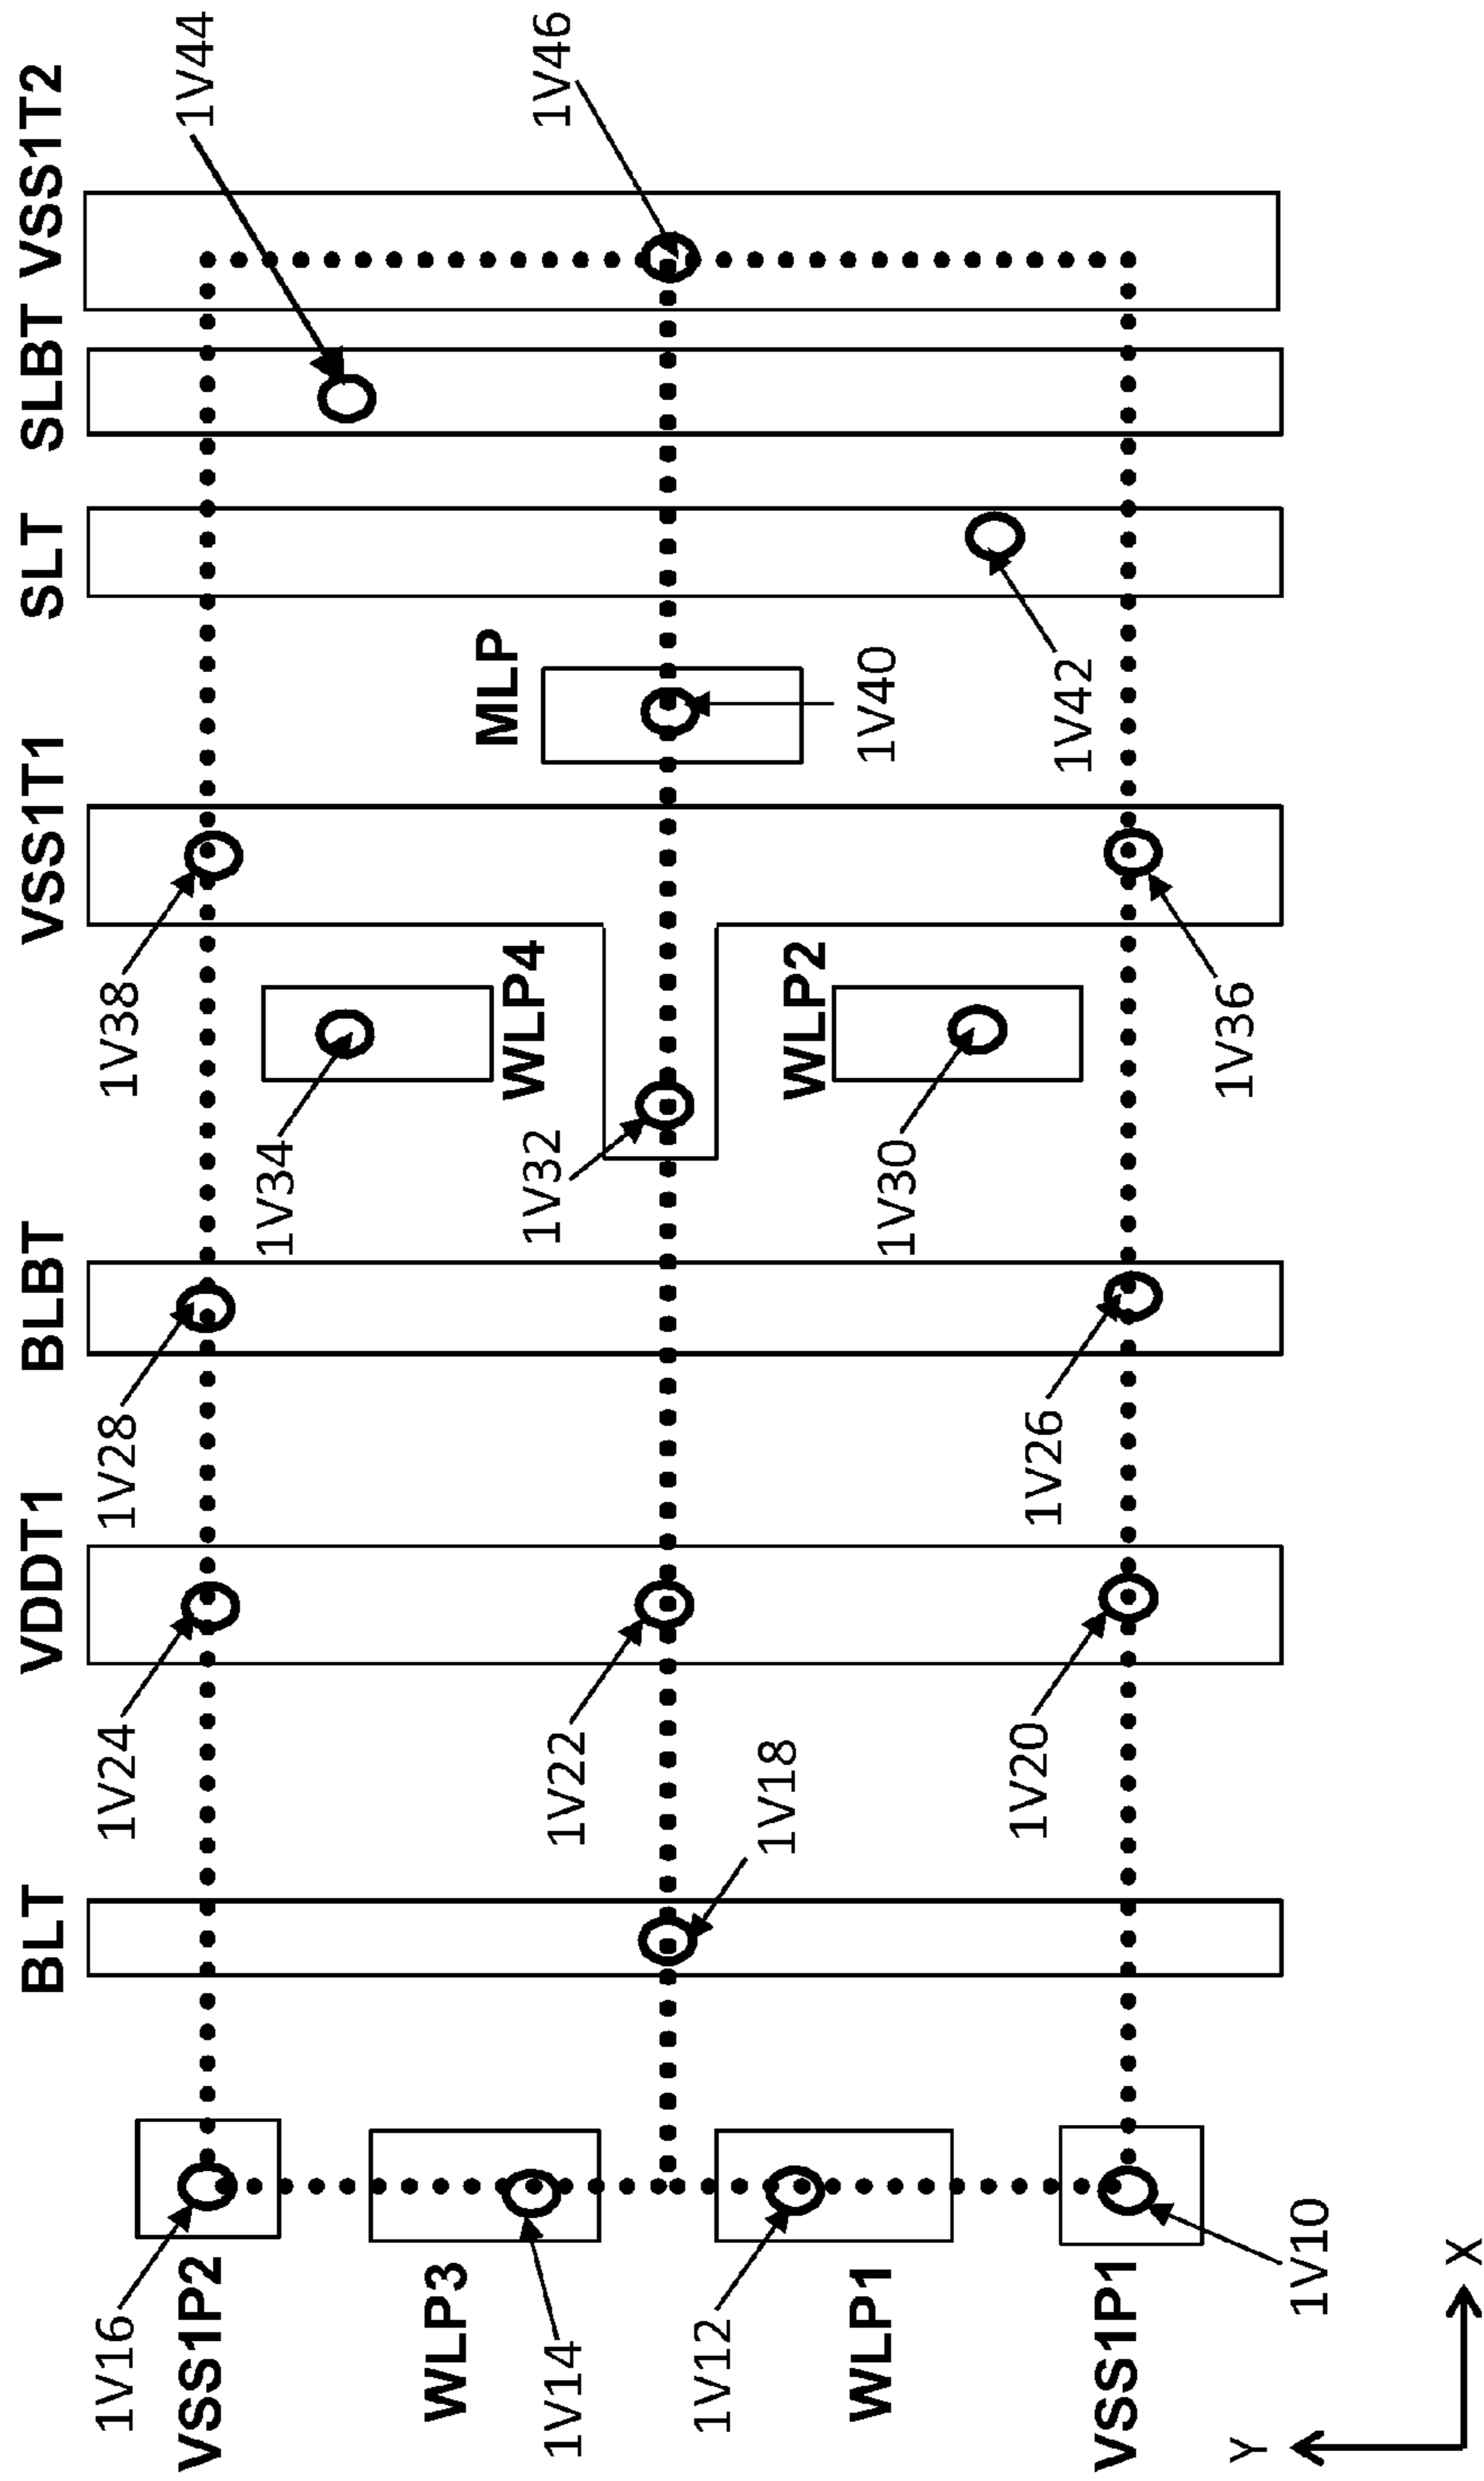 BLT
VDDT1
BLBT
VSS1T1
SLT
SLBT
VSS1T2
1V16
1V24
1V28
1V38
1V44
VSS1P2
1V34
WLP4
MLP
WLP3
1V14
1V22
1V32
1V46
1V12
1V18
WLP2
WLP1
1V30
1V40
1V20
1V26
1V42
VSS1P1
1V36
1V10
Y
X